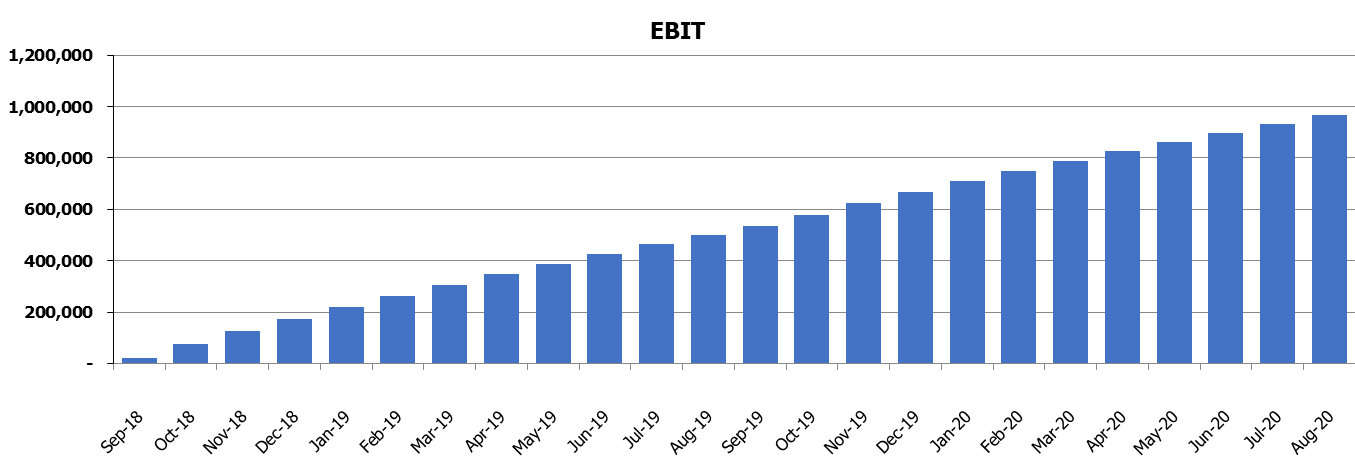 EBIT
1,200,000
1,000,000
800,000
600,000
400,000
200,000
-
Sep-18
Oct-18
Nov-18
Dec-18
Jan-19
Feb-19
Mar-19
Apr-19
May-19
Jun-19
Jul-19
Aug-19
Sep-19
Oct-19
Nov-19
Dec-19
Jan-20
Feb-20
Mar-20
Apr-20
May-20
Jun-20
Jul-20
Aug-20